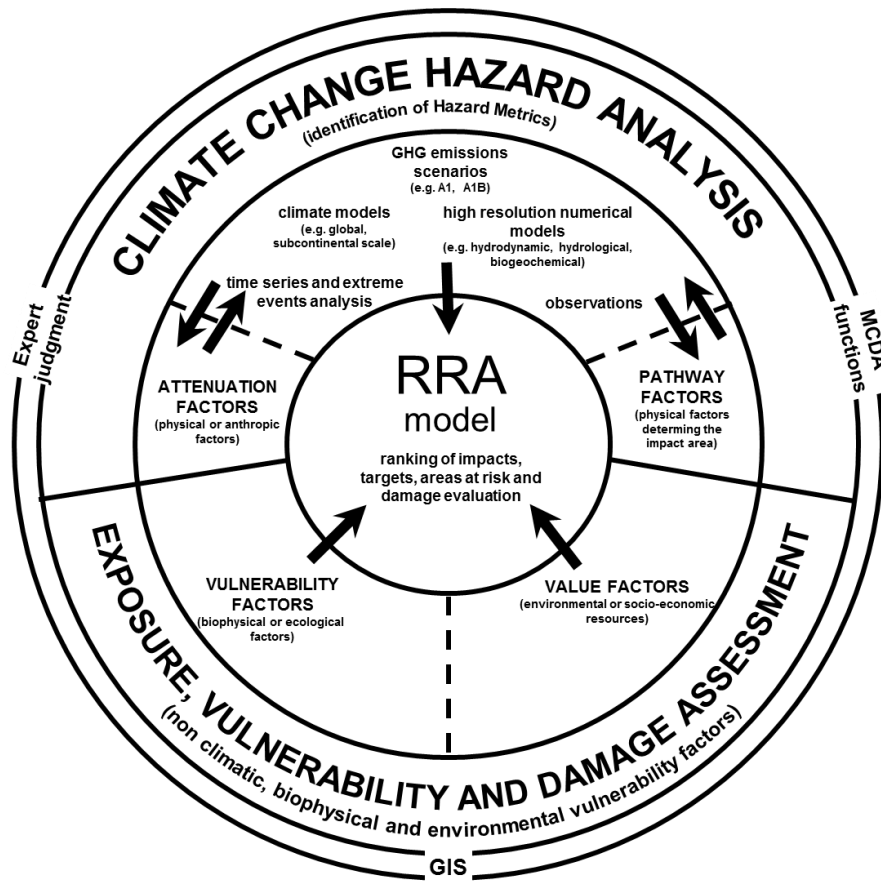 CLIMATE CHANGE HAZARD ANALYSIS
(identification of Hazard Metrics)
GHG emissions
scenarios
(e.g. A1, A1B)
climate models
(e.g. global,
subcontinental scale)
high resolution numerical
models
(e.g. hydrodynamic, hydrological,
biogeochemical)
time series and extreme
events analysis
observations
Expert
judgment
MCDA
functions
ATTENUATION
FACTORS
(physical or anthropic
factors)
RRA
model
ranking of impacts,
targets, areas at risk and
damage evaluation
PATHWAY
FACTORS
(physical factors
determing the
impact area)
VULNERABILITY
FACTORS
(biophysical or ecological
factors)
VALUE FACTORS
(environmental or socio-economic
resources)
EXPOSURE, VULNERABILITY AND DAMAGE ASSESSMENT
(non climatic, biophysical and environmental vulnerability factors)
GIS